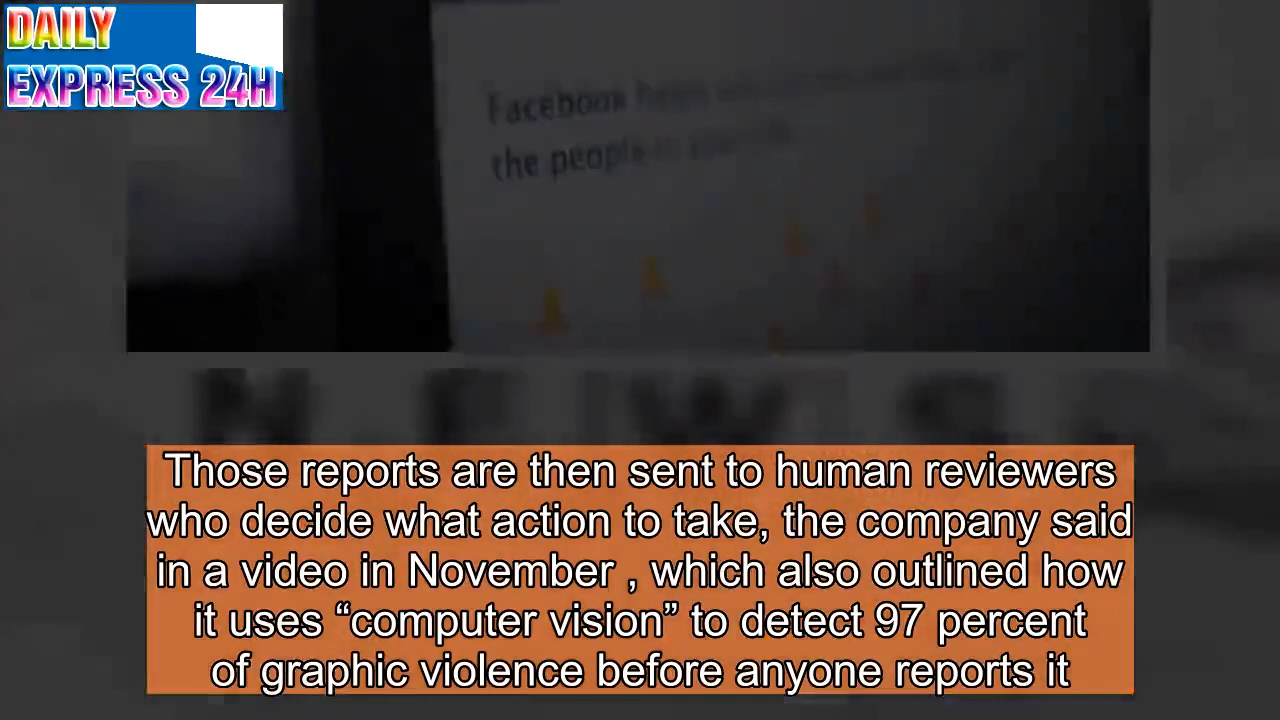 DAILY
EXPRESS 24H
Facebook helps
the people
NEWS
Those reports are then sent to human reviewers
who decide what action to take, the company said
in a video in November , which also outlined how
it uses “computer vision” to detect 97 percent
of graphic violence before anyone reports it